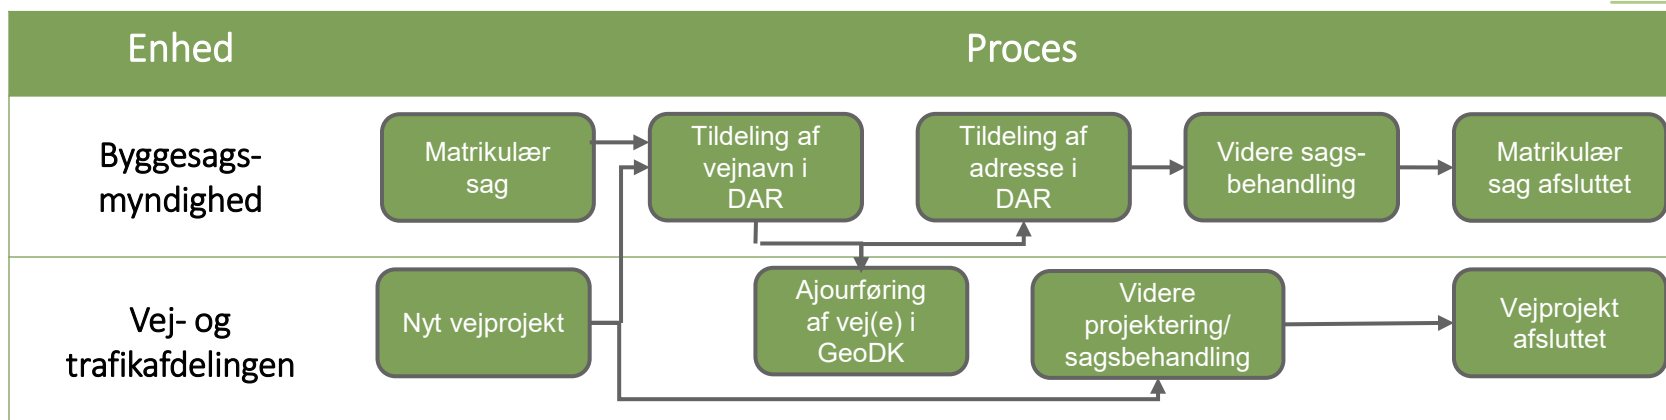 Enhed
Proces
Byggesags-
myndighed
Matrikulær
sag
Tildeling af
vejnavn i
DAR
Tildeling af
adresse i
DAR
Videre sags-
behandling
Matrikulær
sag afsluttet
Vej- og
trafikafdelingen
Nyt vejprojekt
Ajourføring
af vej(e) i
GeoDK
Videre
projektering/
sagsbehandling
Vejprojekt
afsluttet